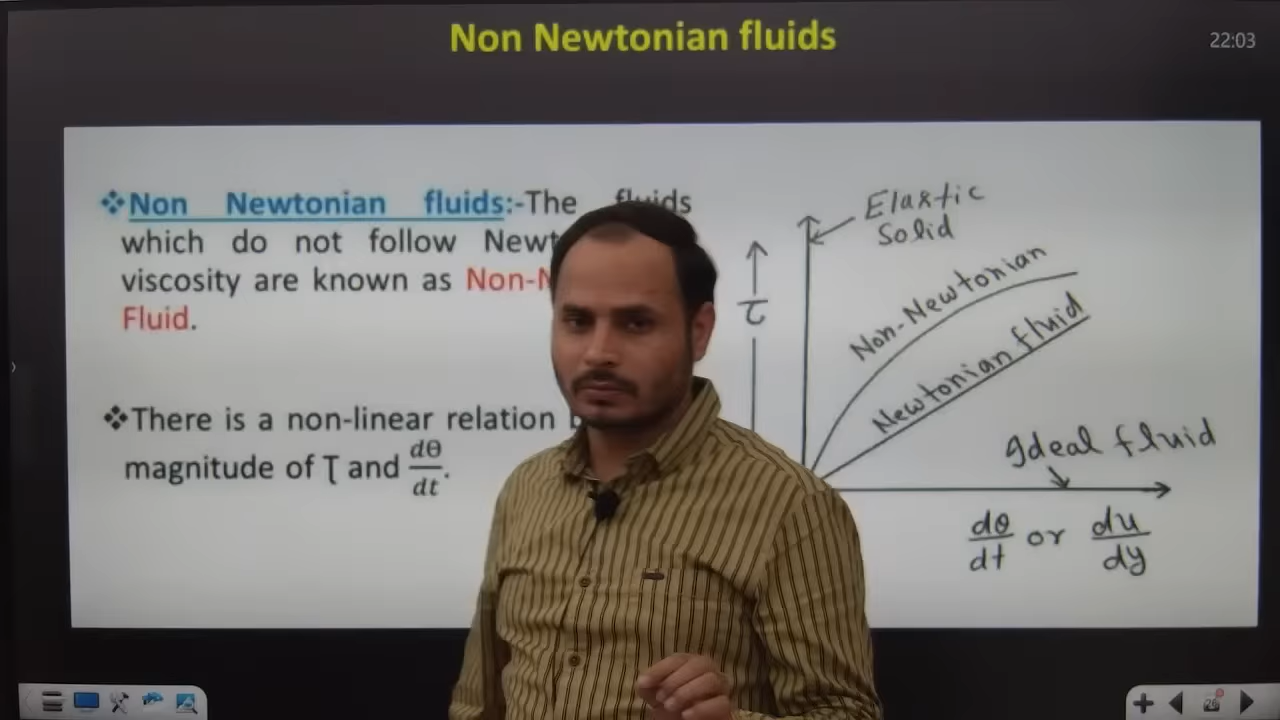 Non Newtonian fluids
22:03
❖Non Newtonian fluids:-The fluids
which do not follow Newt
viscosity are known as Non-N
Fluid.
❖There is a non-linear relation
magnitude of Ʈ and dθ/dt.
Elastic
Solid
τ
Non-Newtonian
Newtonian fluid
Ideal fluid
dθ/dt or du/dy